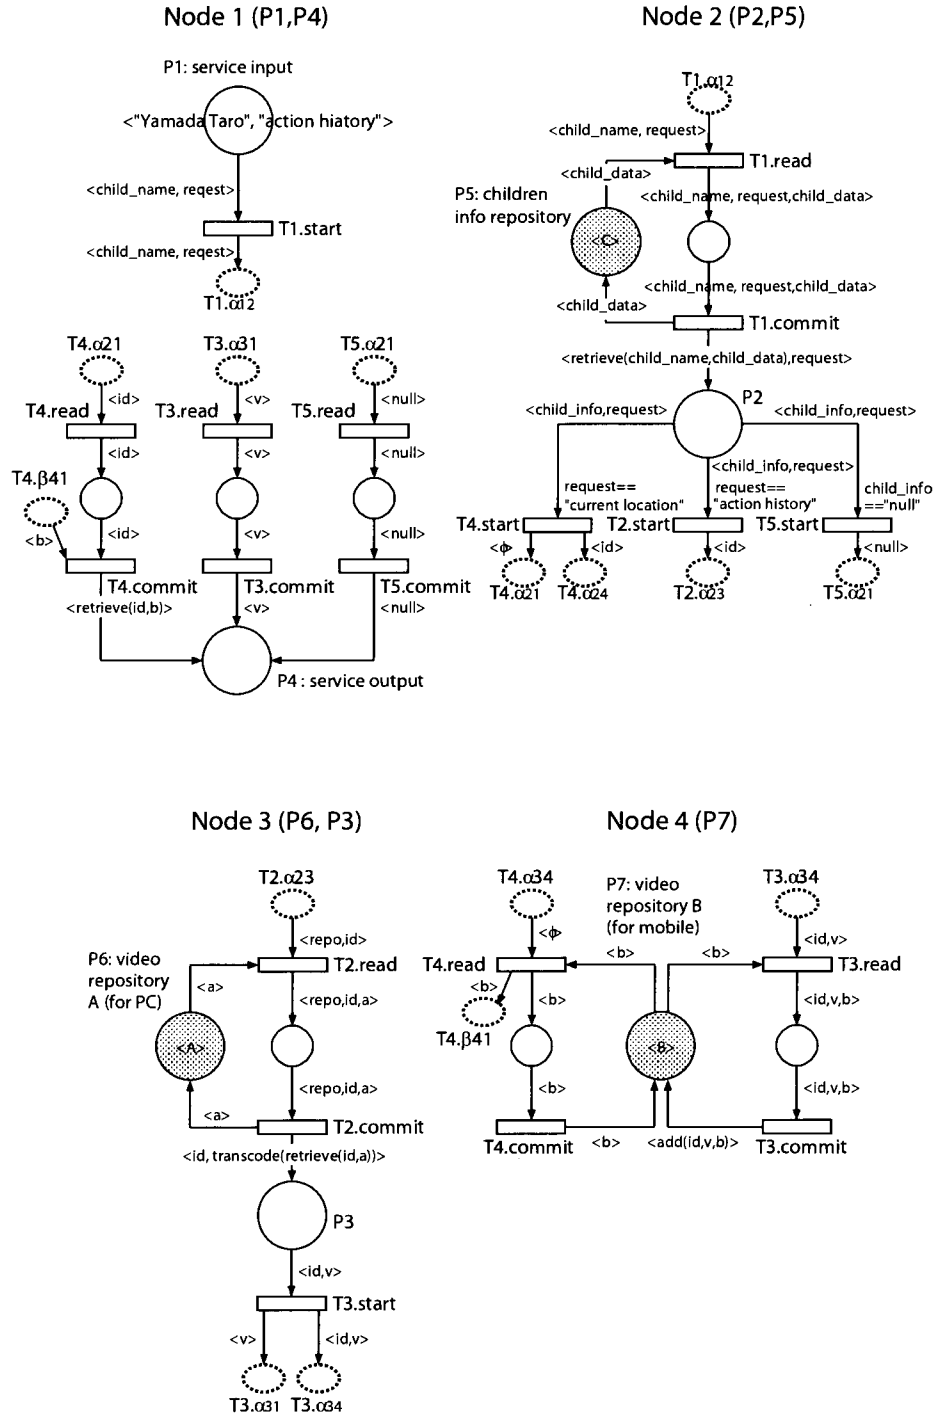 Node 1 (P1,P4)
P1: service input
<"Yamada Taro", "action hiatory">
<child_name, reqest>
T1.start
<child_name, reqest>
T1.α12
T4.α21
T3.α31
T5.α21
<id>
<v>
<null>
T4.read
T3.read
T5.read
<id>
<v>
<null>
T4.β41
<b>
<id>
<v>
<null>
T4.commit
T3.commit
T5.commit
<retrieve(id,b)>
<v>
<null>
P4 : service output
Node 2 (P2,P5)
T1.α12
<child_name, request>
T1.read
<child_data>
<child_name, request,child_data>
P5: children
info repository
<C>
<child_name, request,child_data>
<child_data>
T1.commit
<retrieve(child_name,child_data),request>
P2
<child_info,request>
<child_info,request>
<child_info,request>
request==
"current location"
request==
"action history"
child_info
=="null"
T4.start
T2.start
T5.start
<ϕ>
<id>
<id>
<null>
T4.α21
T4.α24
T2.α23
T5.α21
Node 3 (P6, P3)
T2.α23
<repo,id>
P6: video
repository
A (for PC)
T2.read
<a>
<repo,id,a>
<A>
<repo,id,a>
<a>
T2.commit
<id, transcode(retrieve(id,a))>
P3
<id,v>
T3.start
<v>
<id,v>
T3.α31
T3.α34
Node 4 (P7)
T4.α34
P7: video
repository B
(for mobile)
T3.α34
<ϕ>
<b>
<b>
<id,v>
T4.read
T3.read
<b>
<b>
<id,v,b>
T4.β41
<B>
<b>
<id,v,b>
T4.commit
<b>
<add(id,v,b)>
T3.commit